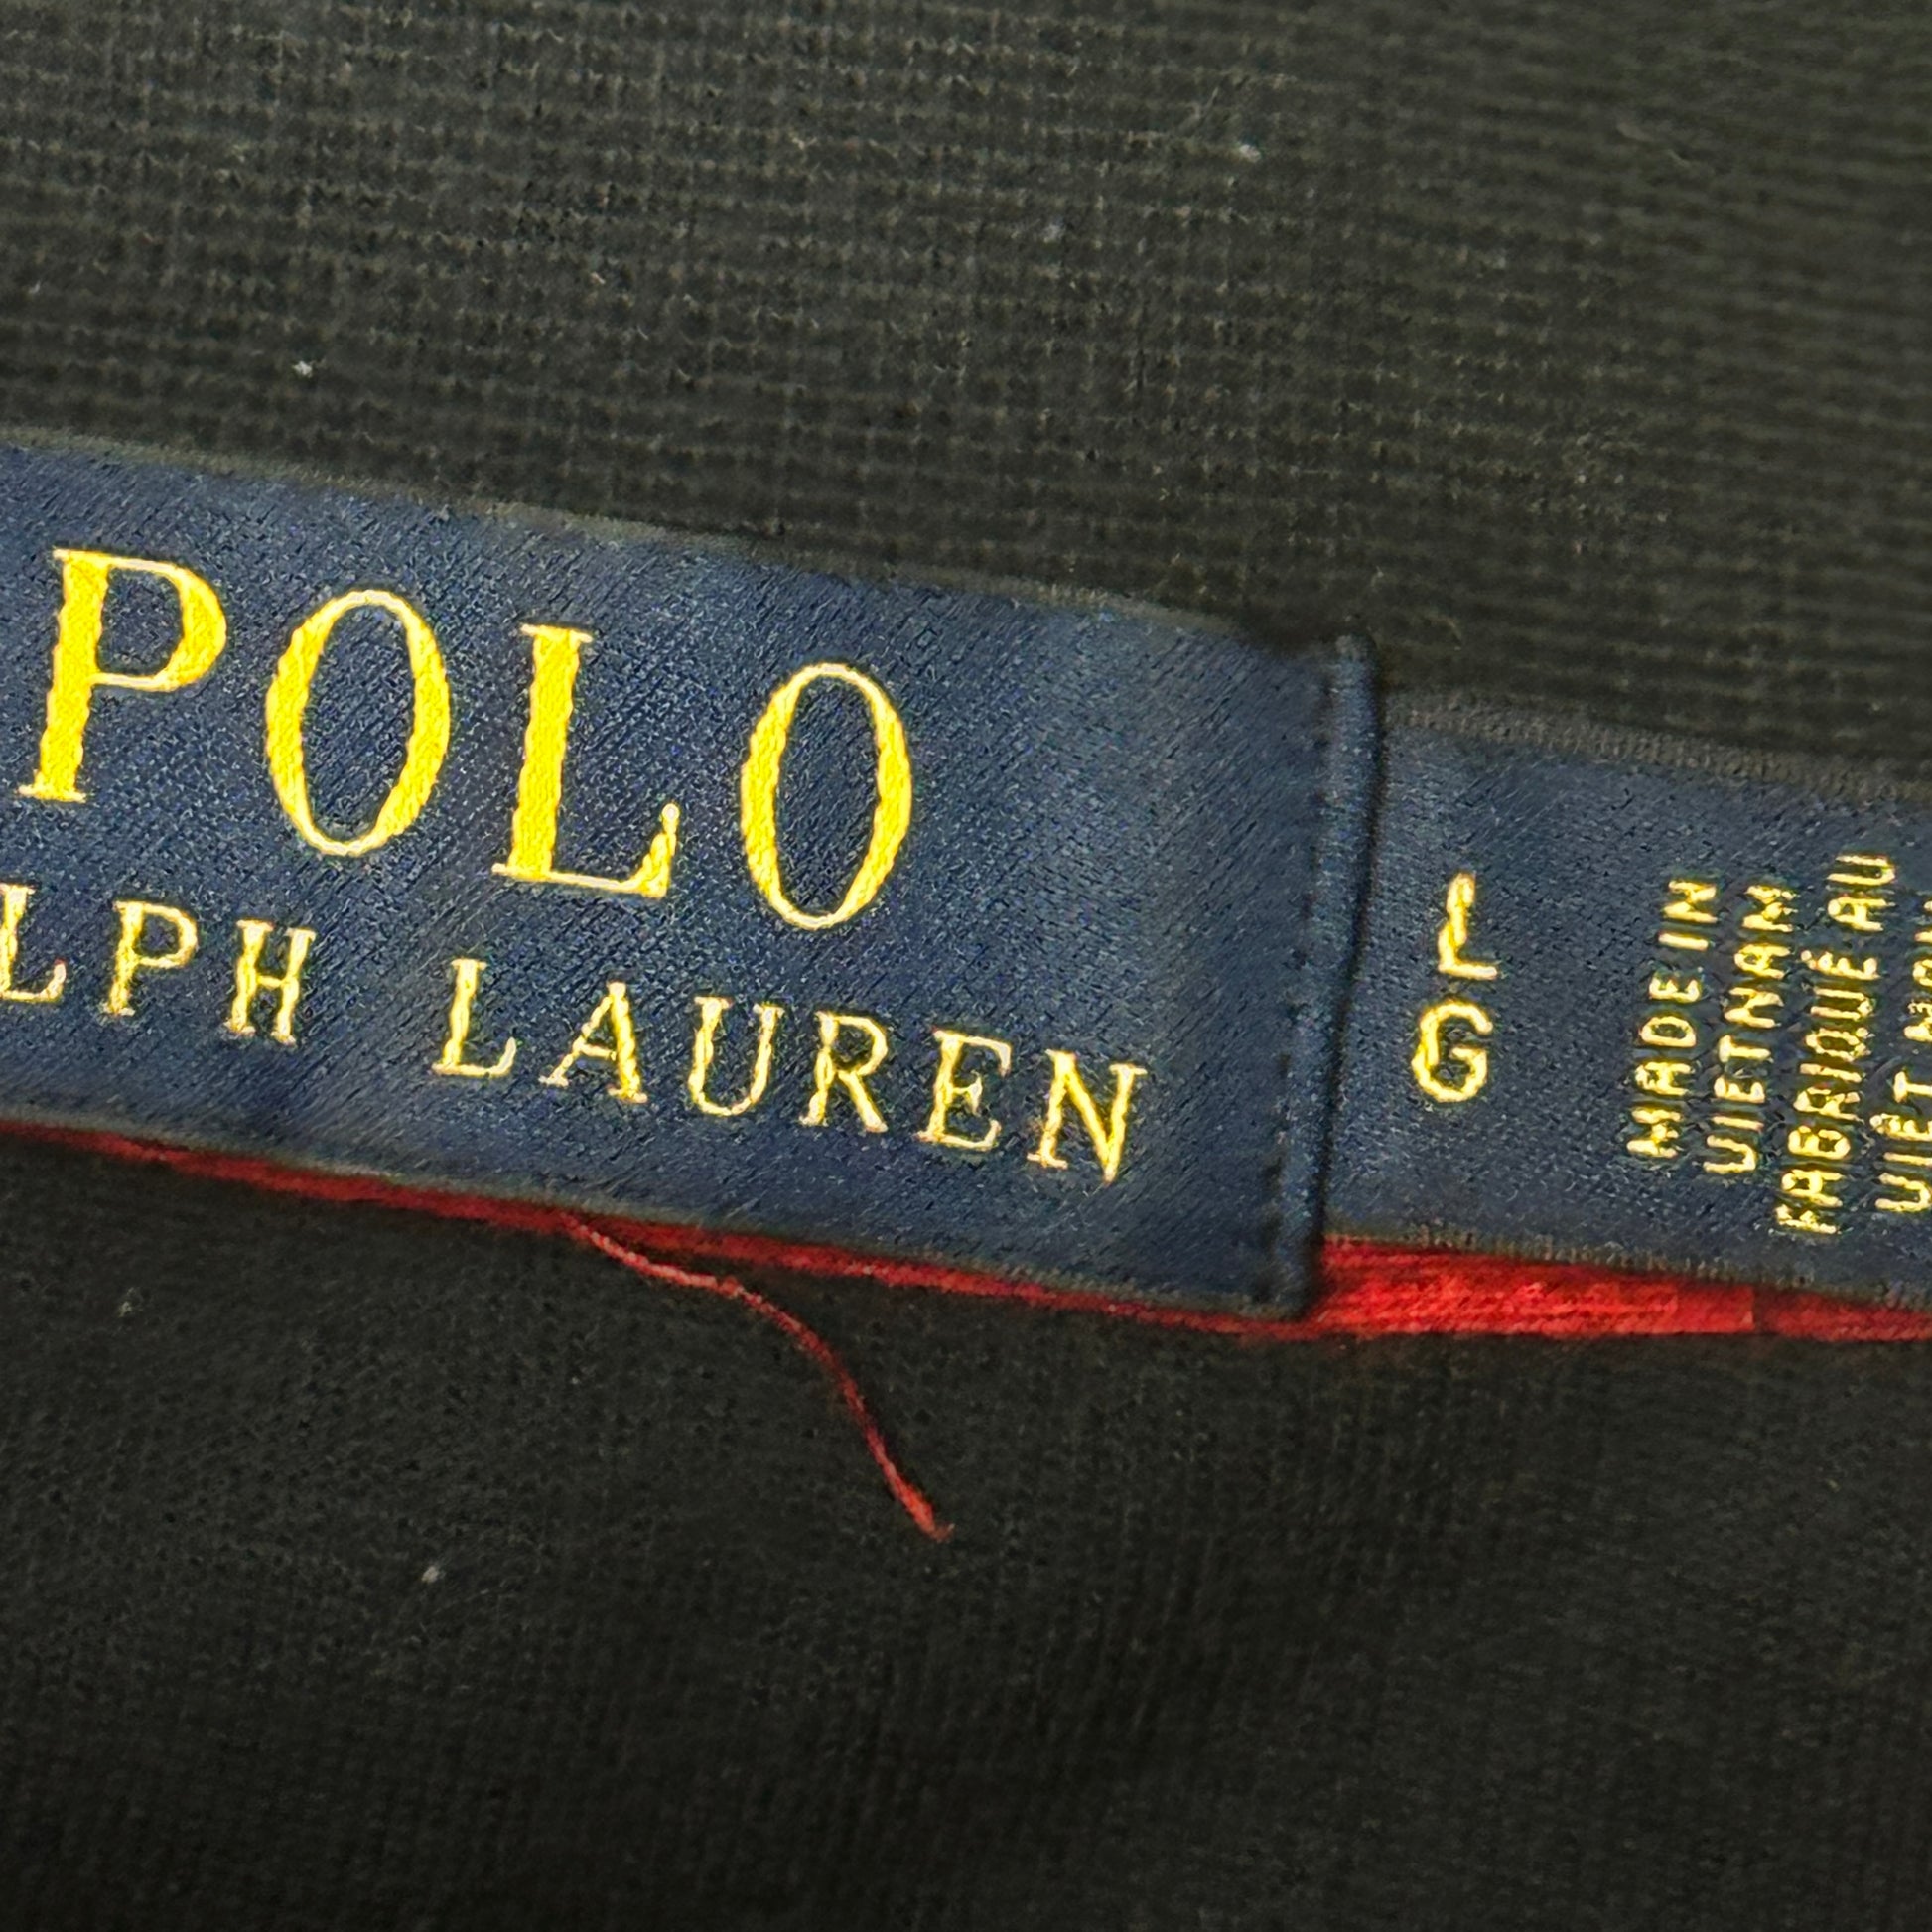 POLO
LPH LAUREN
L
G
MADE IN
VIETNAM
FABRIQUÉ AU